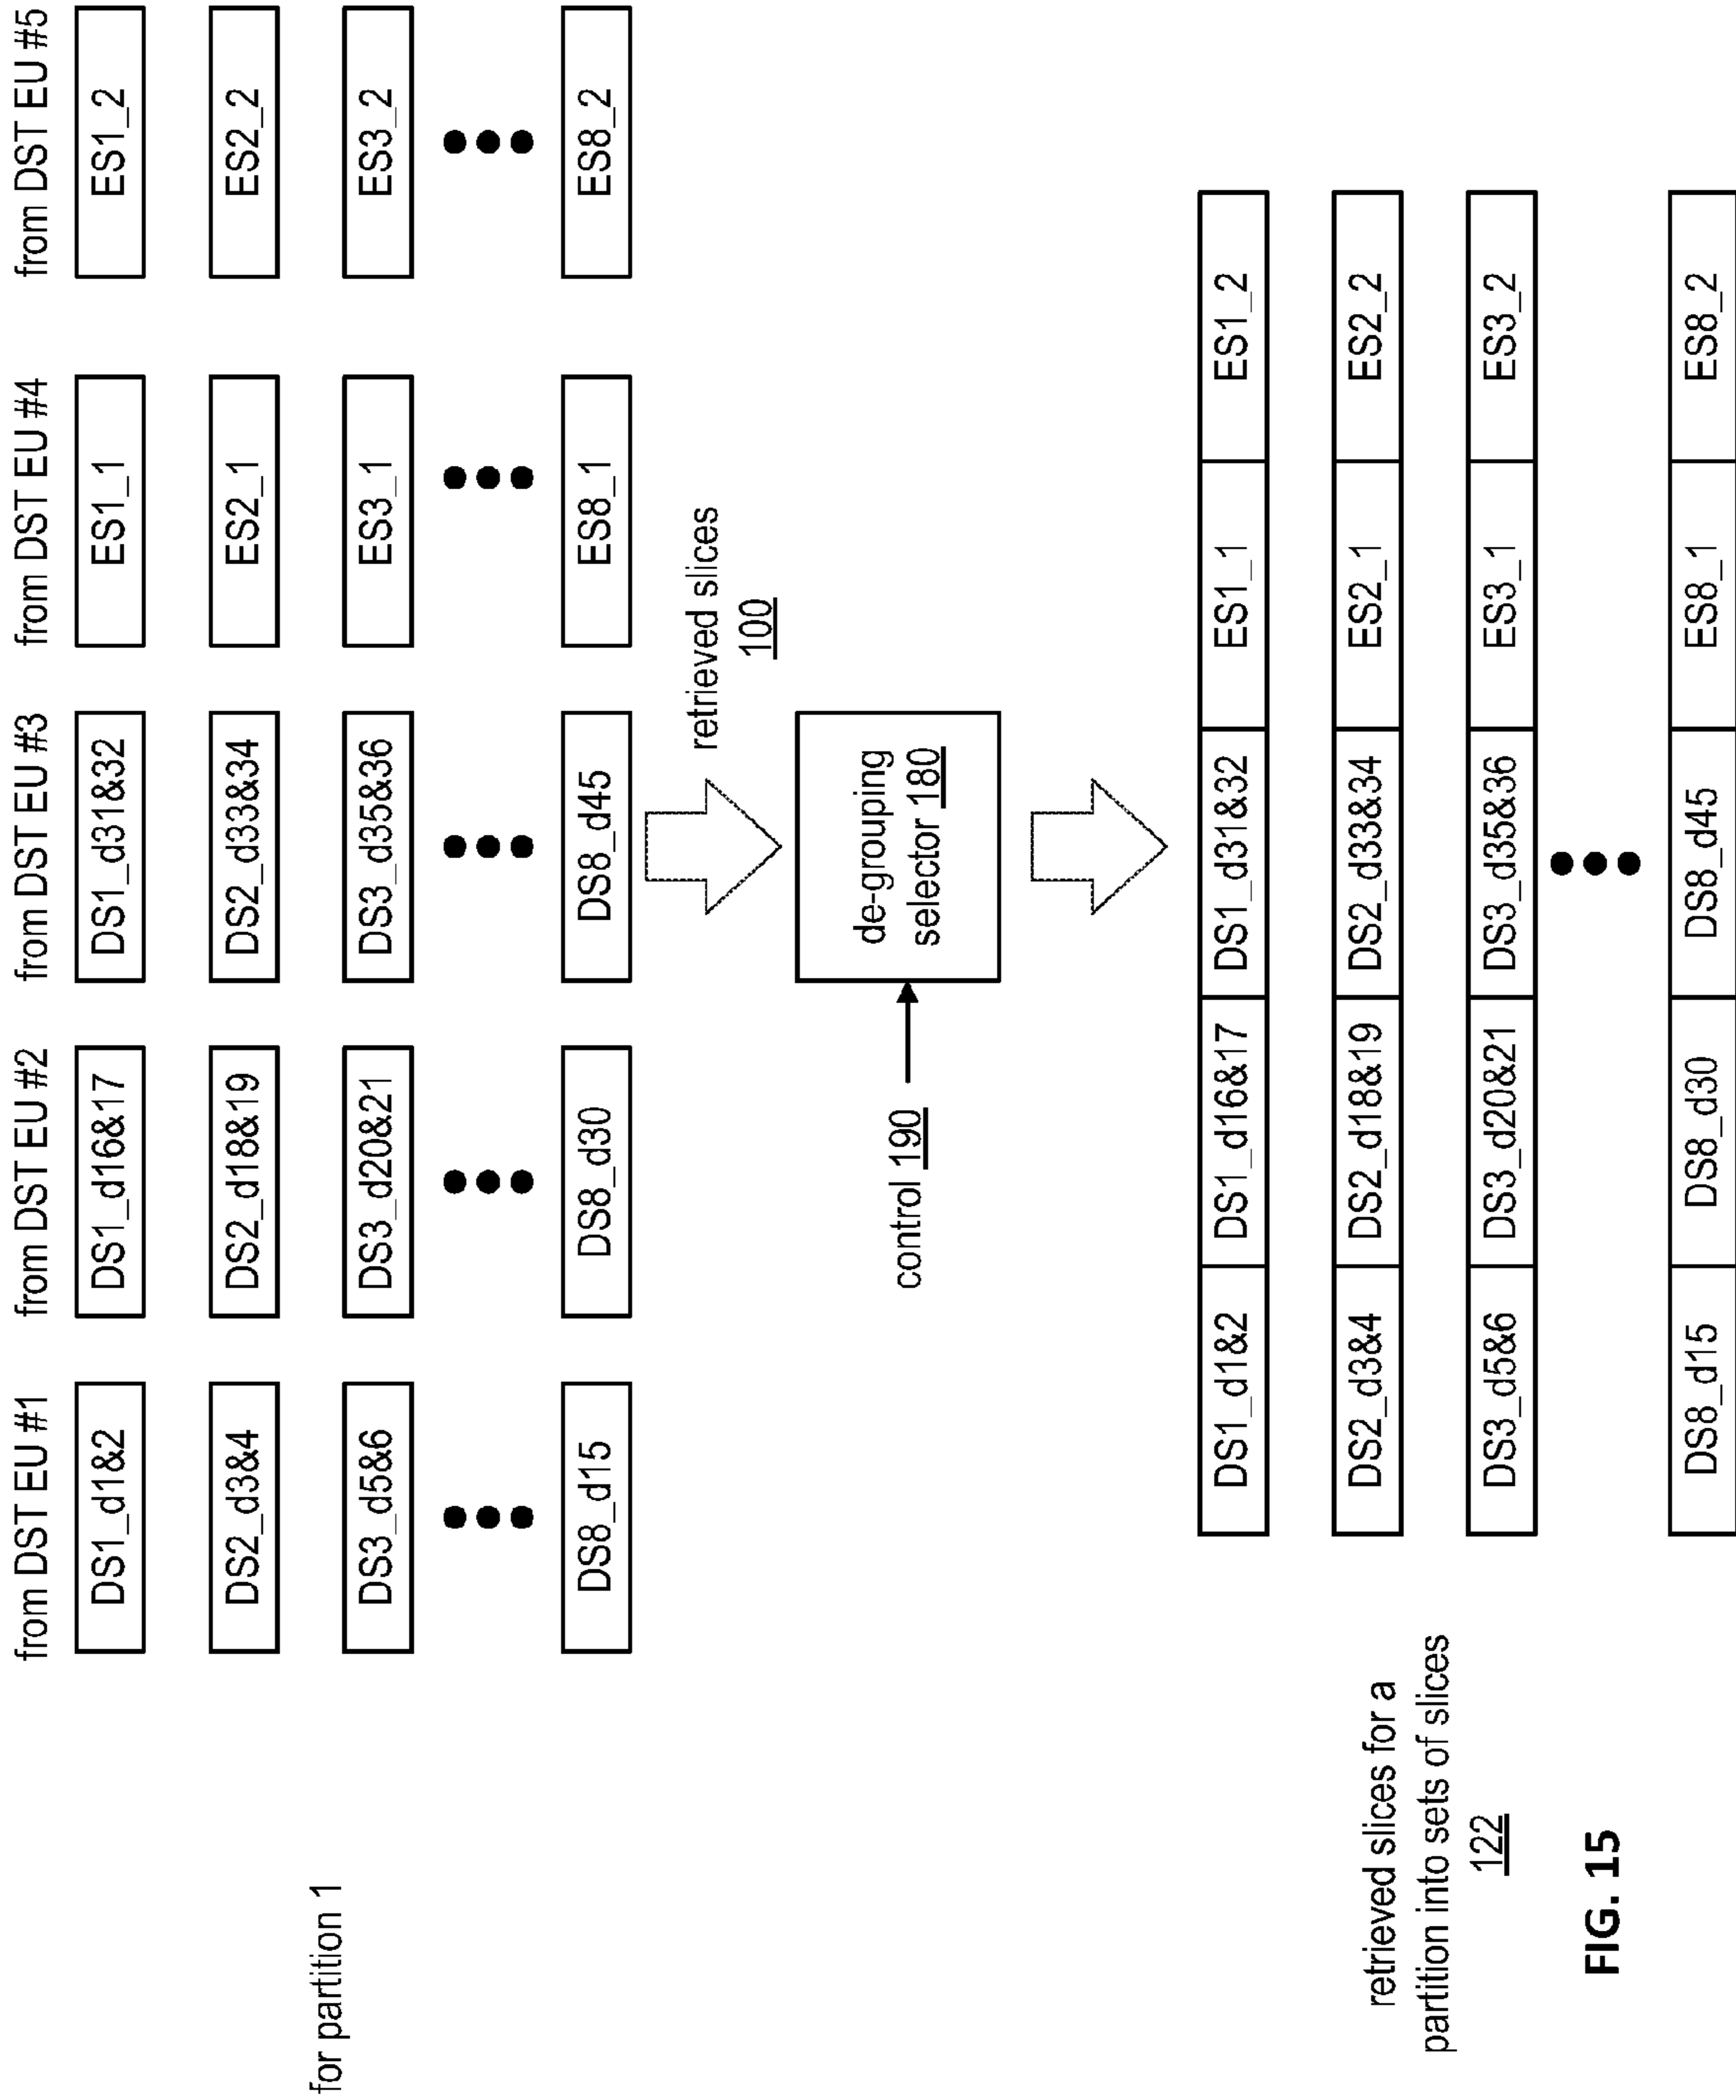 from DST EU #1 from DST EU #2 from DST EU #3 from DST EU #4 from DST EU #5
DS1_d1&2 DS1_d16&17 DS1_d31&32 ES1_1 ES1_2
DS2_d3&4 DS2_d18&19 DS2_d33&34 ES2_1 ES2_2
for partition 1
DS3_d5&6 DS3_d20&21 DS3_d35&36 ES3_1 ES3_2
DS8_d15 DS8_d30 DS8_d45 ES8_1 ES8_2
retrieved slices
100
control 190
de-grouping
selector 180
DS1_d1&2 DS1_d16&17 DS1_d31&32 ES1_1 ES1_2
retrieved slices for a
partition into sets of slices
122
DS2_d3&4 DS2_d18&19 DS2_d33&34 ES2_1 ES2_2
DS3_d5&6 DS3_d20&21 DS3_d35&36 ES3_1 ES3_2
DS8_d15 DS8_d30 DS8_d45 ES8_1 ES8_2
FIG. 15